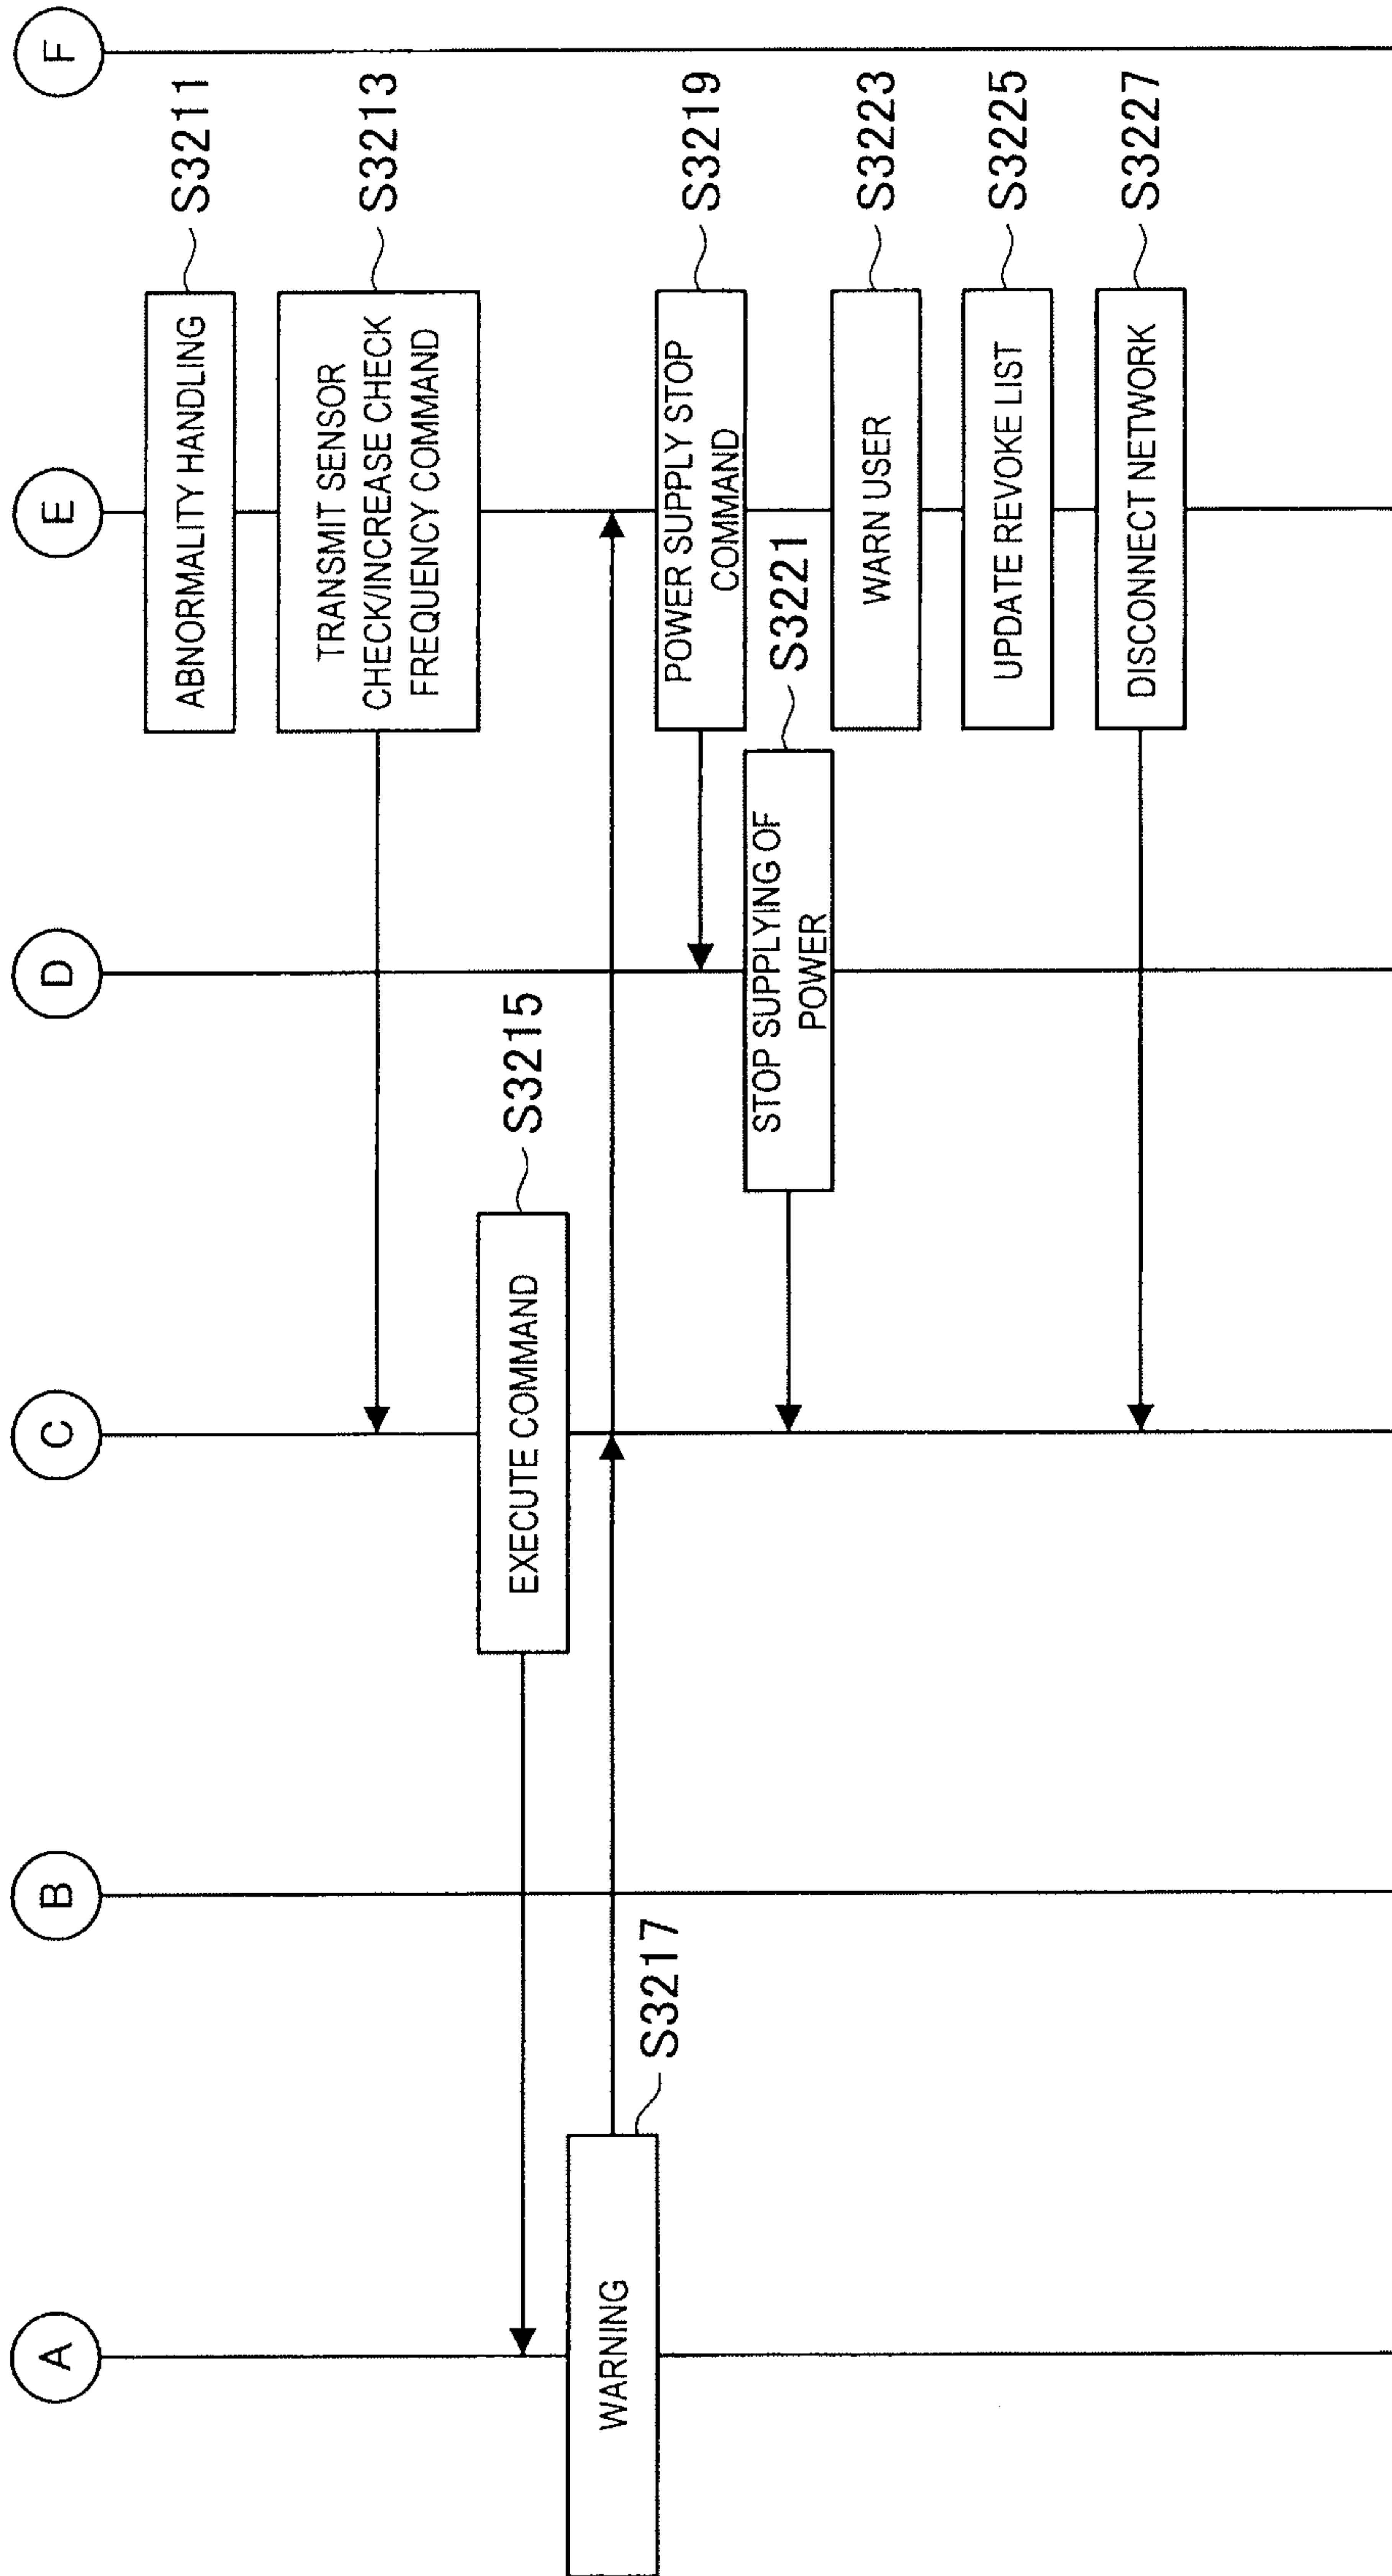 A
B
C
D
E
F
ABNORMALITY HANDLING
S3211
TRANSMIT SENSOR
CHECK/INCREASE CHECK
FREQUENCY COMMAND
S3213
EXECUTE COMMAND
S3215
WARNING
S3217
POWER SUPPLY STOP
COMMAND
S3219
STOP SUPPLYING OF
POWER
S3221
WARN USER
S3223
UPDATE REVOKE LIST
S3225
DISCONNECT NETWORK
S3227